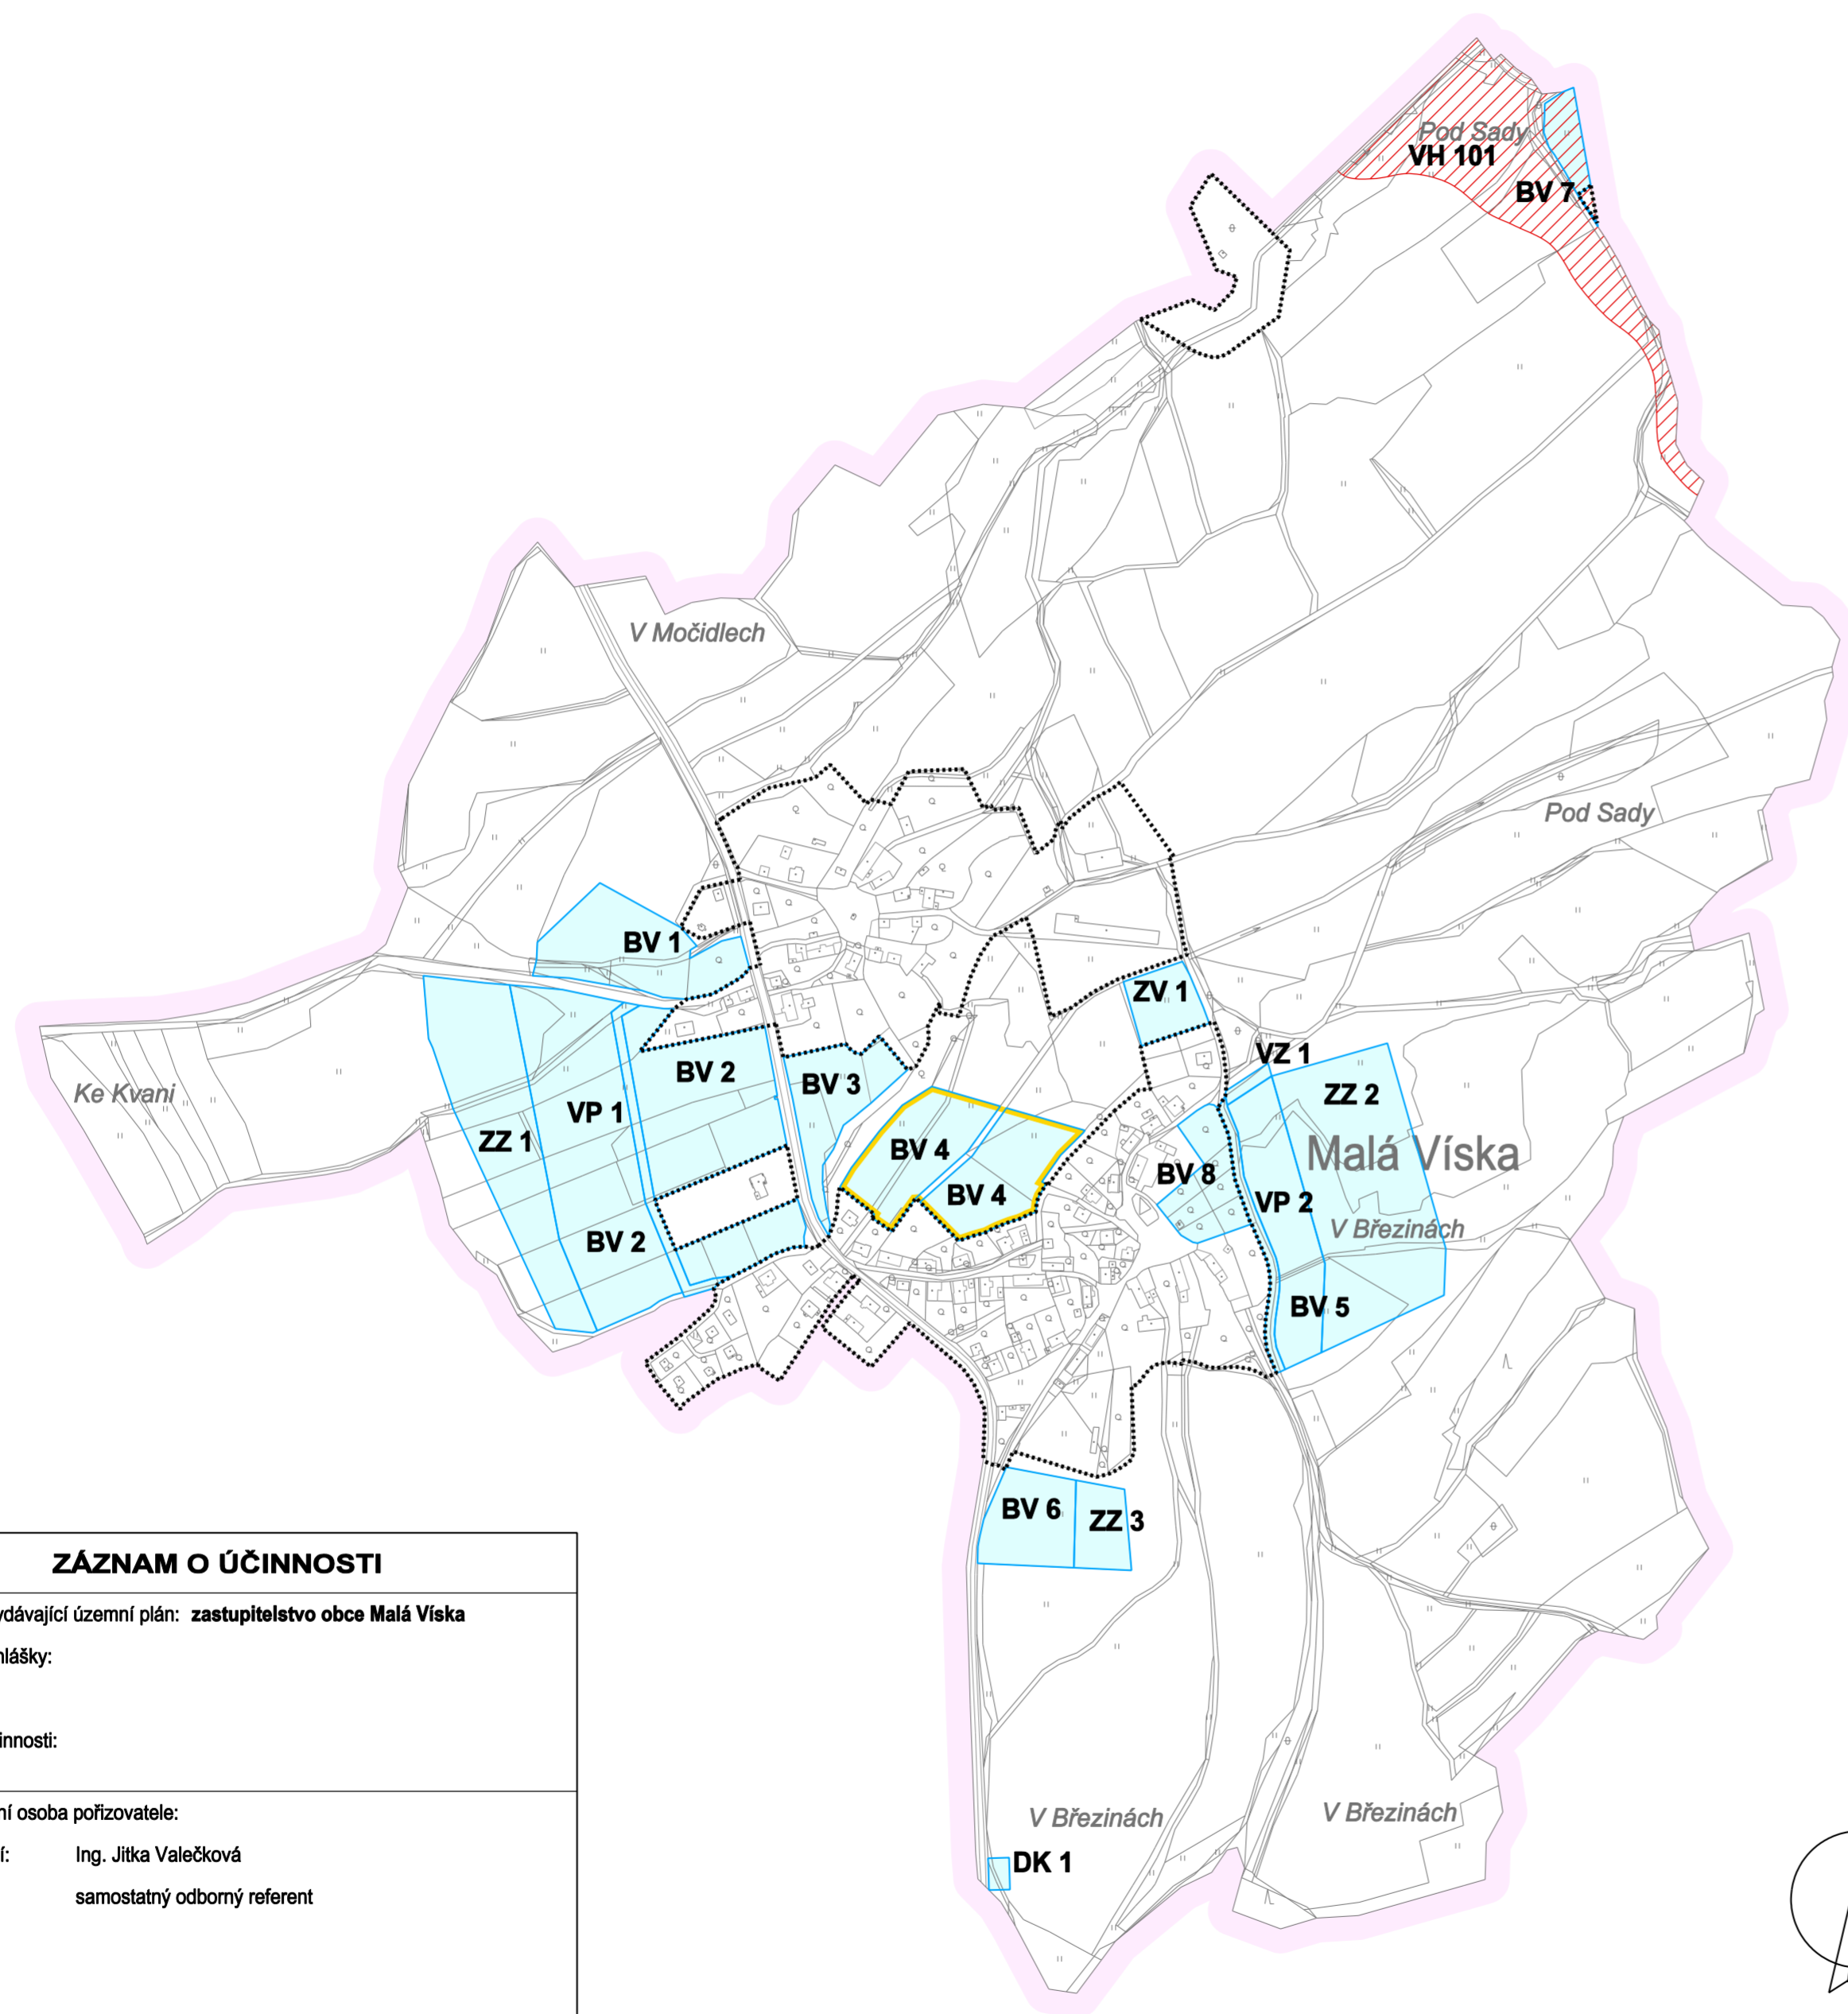 Pod Sady
VH 101
BV 7
V Močidlech
Pod Sady
BV 1
ZV 1
Ke Kvani
ZZ 1
VP 1
BV 2
BV 3
BV 4
BV 4
VZ 1
ZZ 2
Malá Víska
BV 8
VP 2
V Březinách
BV 2
BV 5
BV 6
ZZ 3
V Březinách
V Březinách
DK 1
ZÁZNAM O ÚČINNOSTI
ydávající územní plán: zastupitelstvo obce Malá Víska
hlášky:
innosti:
ní osoba pořizovatele:
í: Ing. Jitka Valečková
samostatný odborný referent